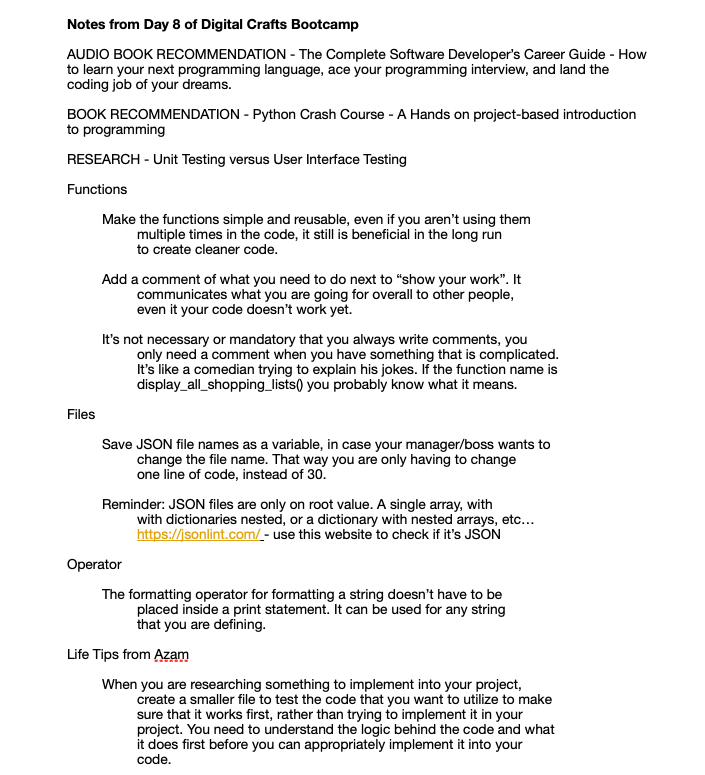 Notes from Day 8 of Digital Crafts Bootcamp
AUDIO BOOK RECOMMENDATION - The Complete Software Developer's Career Guide - How
to learn your next programming language, ace your programming interview, and land the
coding job of your dreams.
BOOK RECOMMENDATION - Python Crash Course - A Hands on project-based introduction
to programming
RESEARCH - Unit Testing versus User Interface Testing
Functions
Make the functions simple and reusable, even if you aren't using them
multiple times in the code, it still is beneficial in the long run
to create cleaner code.
Add a comment of what you need to do next to “show your work”. It
communicates what you are going for overall to other people,
even it your code doesn't work yet.
It's not necessary or mandatory that you always write comments, you
only need a comment when you have something that is complicated.
It's like a comedian trying to explain his jokes. If the function name is
display_all_shopping_lists() you probably know what it means.
Files
Save JSON file names as a variable, in case your manager/boss wants to
change the file name. That way you are only having to change
one line of code, instead of 30.
Reminder: JSON files are only on root value. A single array, with
with dictionaries nested, or a dictionary with nested arrays, etc…
https://jsonlint.com/ - use this website to check if it's JSON
Operator
The formatting operator for formatting a string doesn't have to be
placed inside a print statement. It can be used for any string
that you are defining.
Life Tips from Azam
When you are researching something to implement into your project,
create a smaller file to test the code that you want to utilize to make
sure that it works first, rather than trying to implement it in your
project. You need to understand the logic behind the code and what
it does first before you can appropriately implement it into your
code.